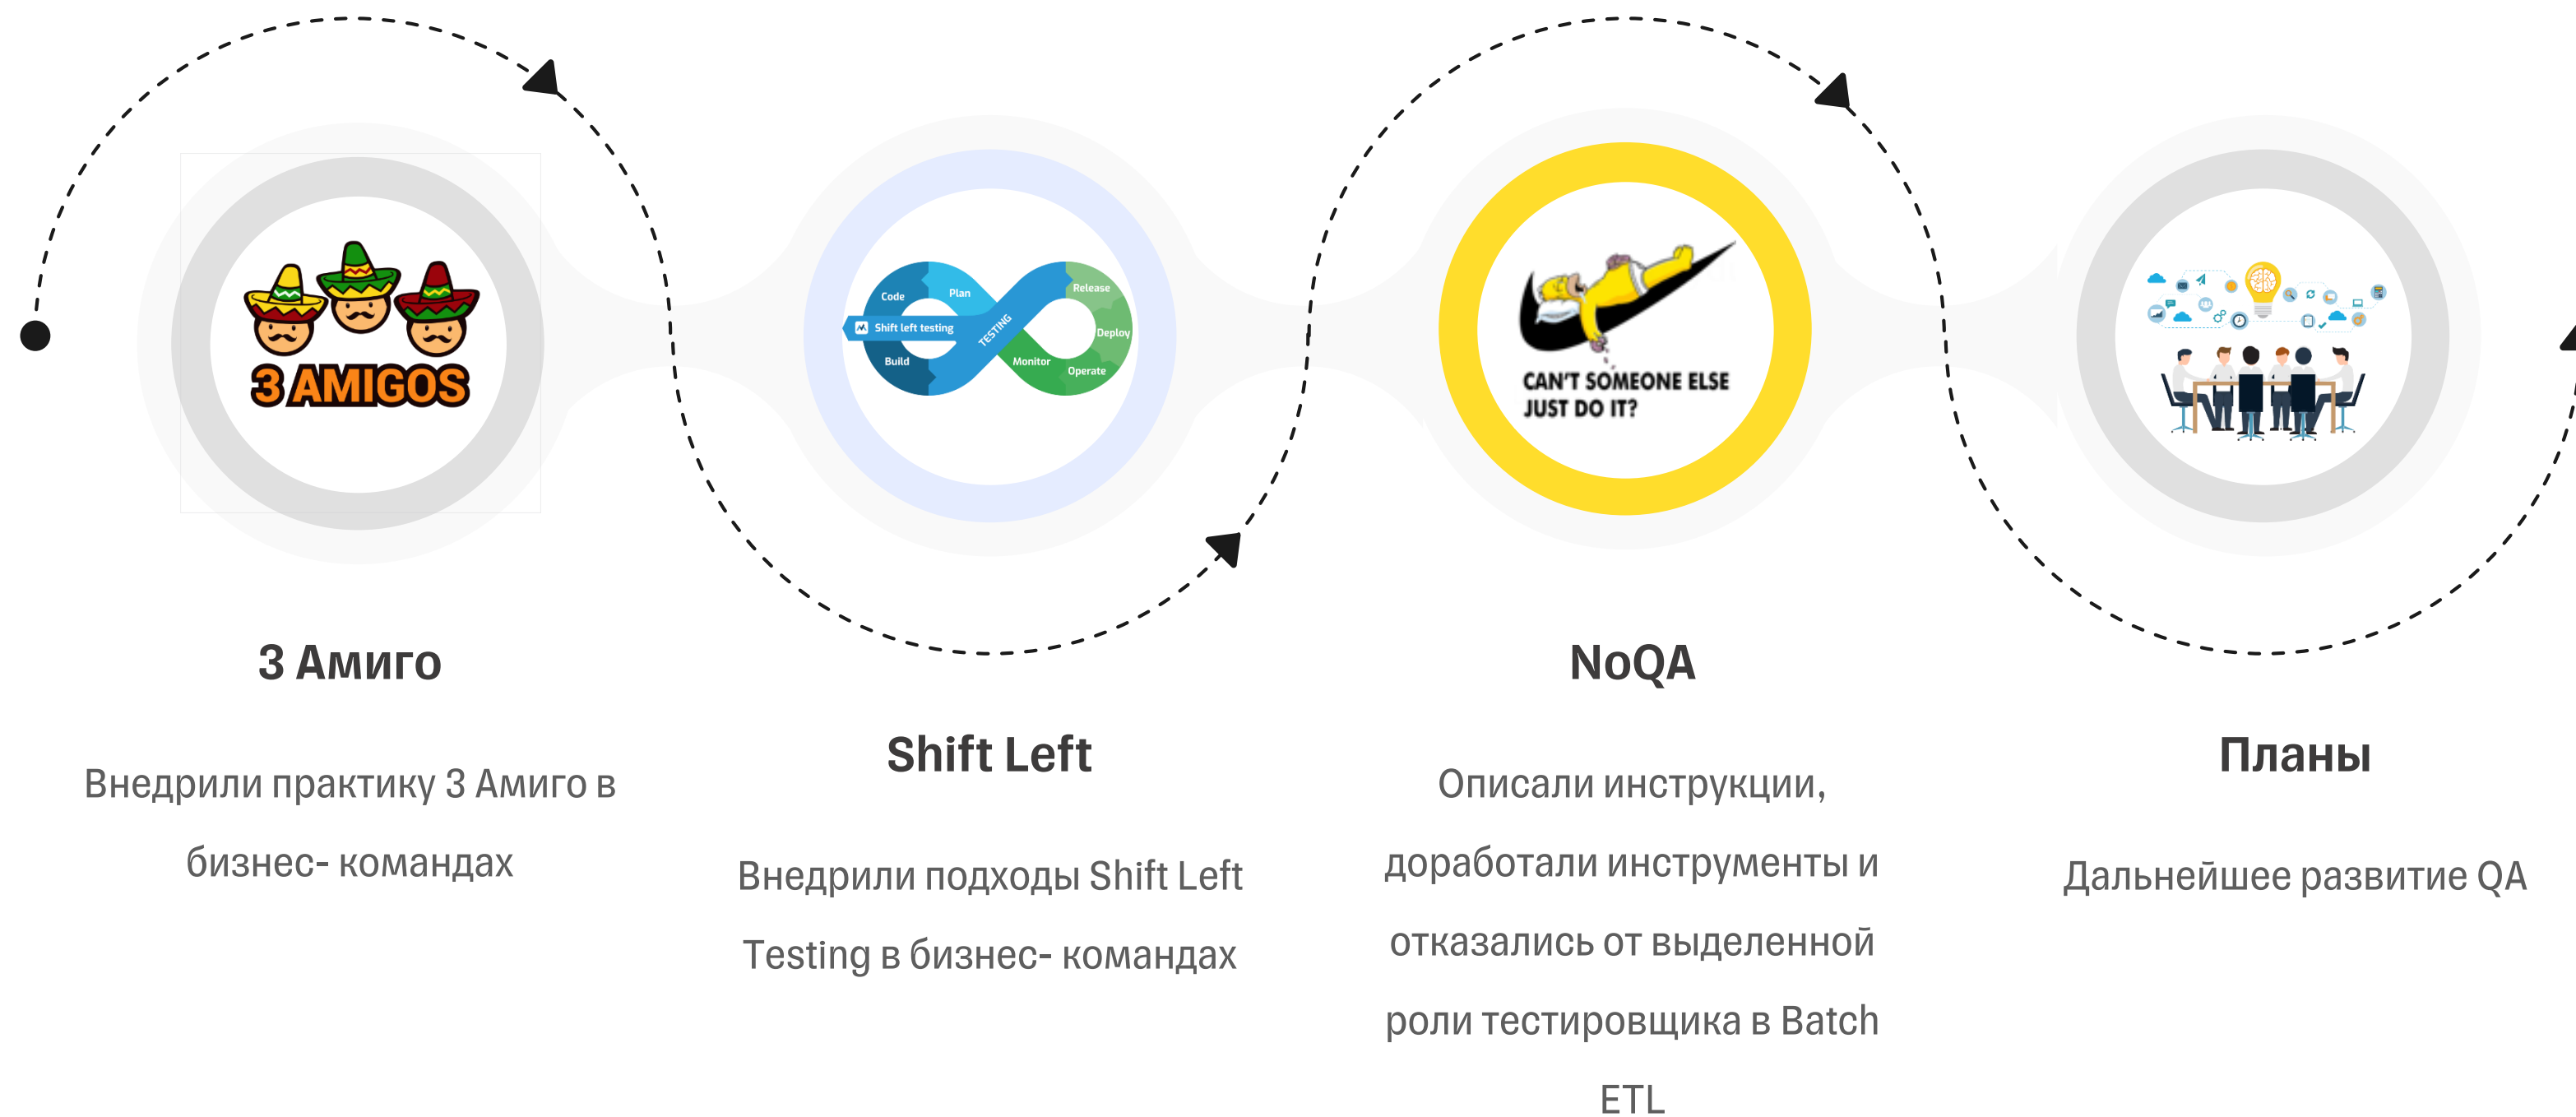 3 AMIGOS
Code
Plan
Release
Shift left testing
TESTING
Deploy
Build
Monitor
Operate
CAN'T SOMEONE ELSE
JUST DO IT?
3 Амиго
Внедрили практику 3 Амиго в
бизнес- командах
Shift Left
Внедрили подходы Shift Left
Testing в бизнес- командах
NoQA
Описали инструкции,
доработали инструменты и
отказались от выделенной
роли тестировщика в Batch
ETL
Планы
Дальнейшее развитие QA